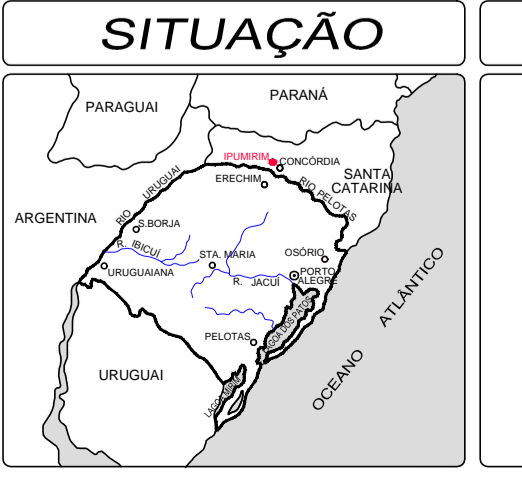 SITUAÇÃO
PARAGUAI
PARANÁ
IPUMIRIM
CONCÓRDIA
ERECHIM
SANTA
CATARINA
RIO PELOTAS
RIO URUGUAI
ARGENTINA
S.BORJA
R. IBICUÍ
STA. MARIA
OSÓRIO
URUGUAIANA
R. JACUÍ
PORTO
ALEGRE
LAGOA DOS PATOS
PELOTAS
URUGUAI
LAGOA MIRIM
OCEANO ATLÂNTICO